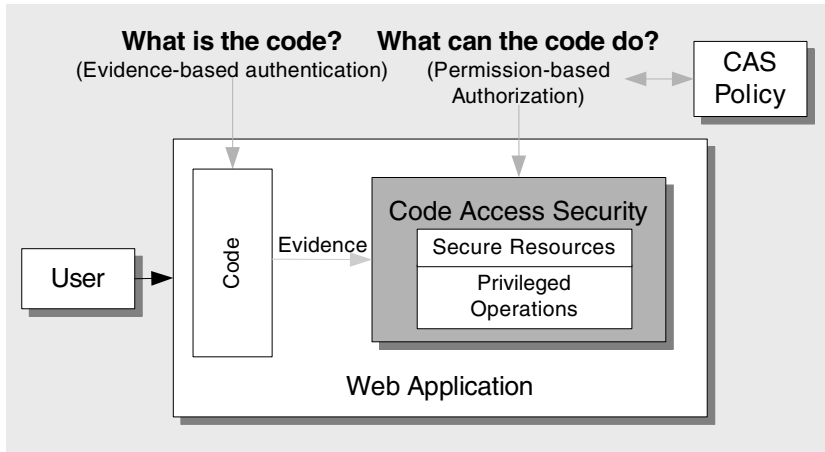 What is the code?
(Evidence-based authentication)
What can the code do?
(Permission-based
Authorization)
CAS
Policy
User
Code
Evidence
Code Access Security
Secure Resources
Privileged
Operations
Web Application